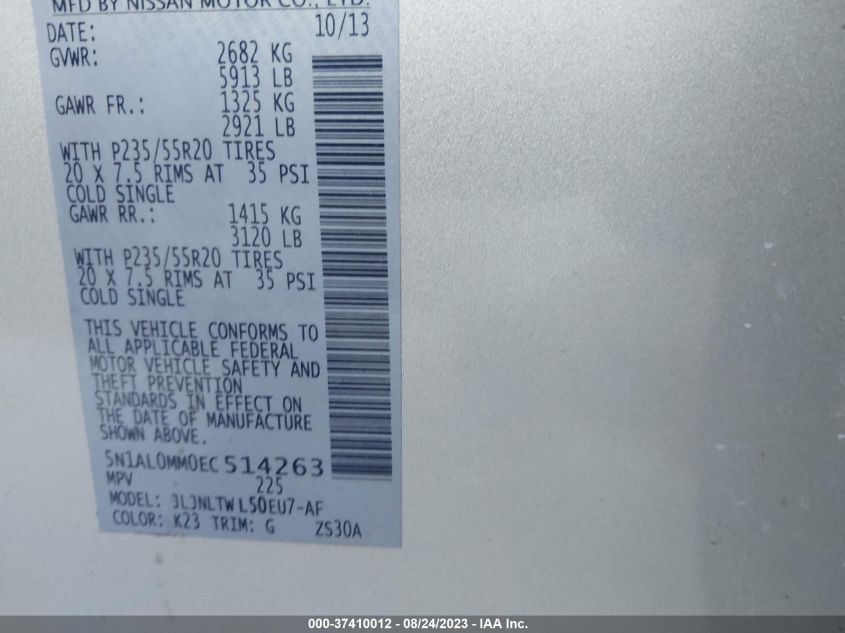 MFD BY NISSAN MOTOR CO., LTD.
DATE: 10/13
GVWR: 2682 KG
5913 LB
GAWR FR.: 1325 KG
2921 LB
WITH P235/55R20 TIRES
20 X 7.5 RIMS AT 35 PSI
COLD SINGLE
GAWR RR.: 1415 KG
3120 LB
WITH P235/55R20 TIRES
20 X 7.5 RIMS AT 35 PSI
COLD SINGLE
THIS VEHICLE CONFORMS TO
ALL APPLICABLE FEDERAL
MOTOR VEHICLE SAFETY AND
THEFT PREVENTION
STANDARDS IN EFFECT ON
THE DATE OF MANUFACTURE
SHOWN ABOVE.
5N1AL0MM0EC514263
MPV 225
MODEL: JLJNLTWL50EU7-AF
COLOR: K23 TRIM: G ZS30A
000-37410012 - 08/24/2023 - IAA Inc.